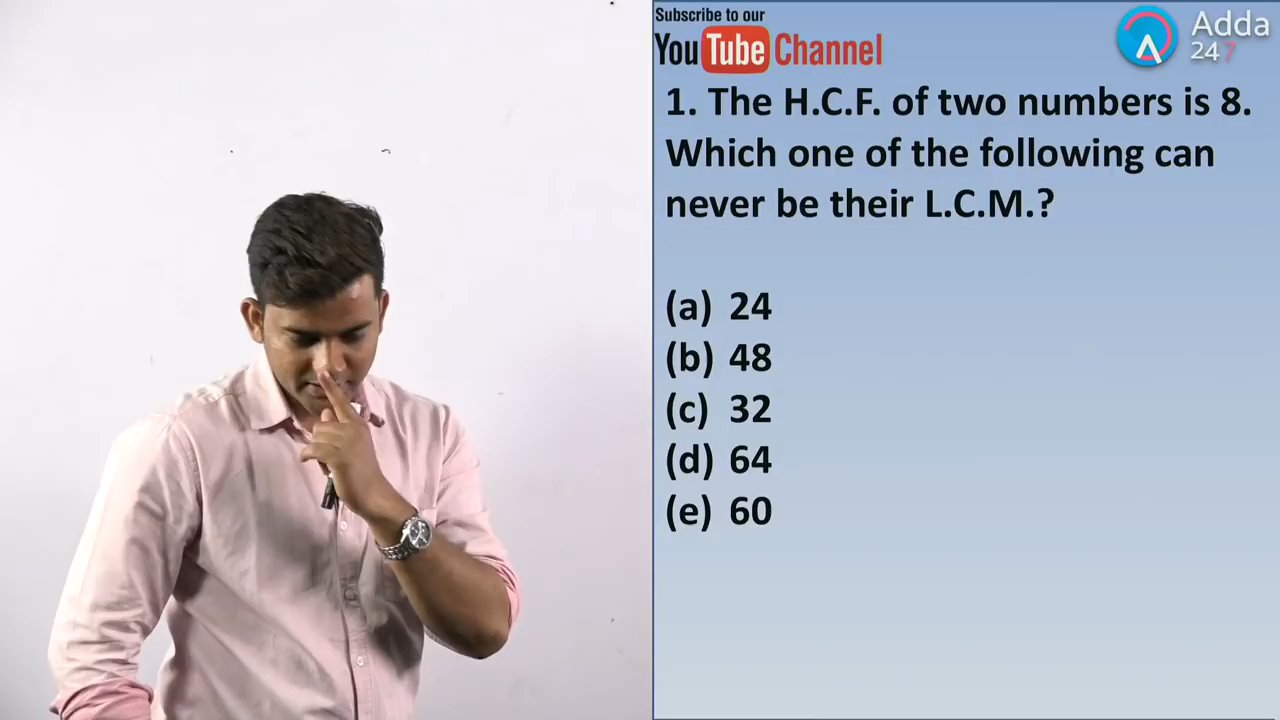 Subscribe to our
YouTube Channel
Adda
247
1. The H.C.F. of two numbers is 8.
Which one of the following can
never be their L.C.M.?
(a) 24
(b) 48
(c) 32
(d) 64
(e) 60